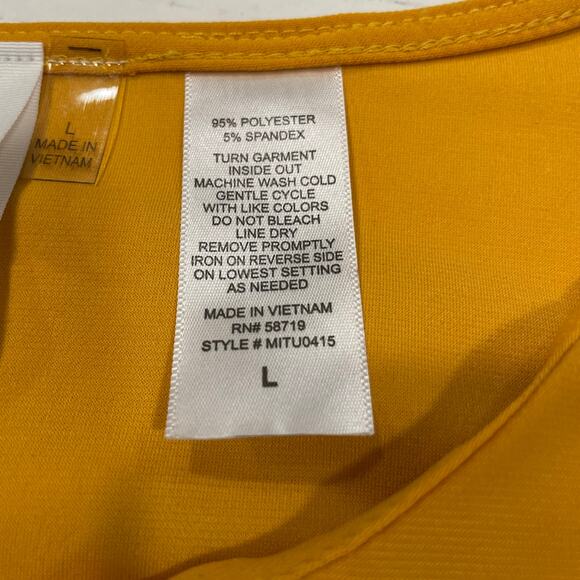 L
MADE IN
VIETNAM
95% POLYESTER
5% SPANDEX
TURN GARMENT
INSIDE OUT
MACHINE WASH COLD
GENTLE CYCLE
WITH LIKE COLORS
DO NOT BLEACH
LINE DRY
REMOVE PROMPTLY
IRON ON REVERSE SIDE
ON LOWEST SETTING
AS NEEDED
MADE IN VIETNAM
RN# 58719
STYLE # MITU0415
L